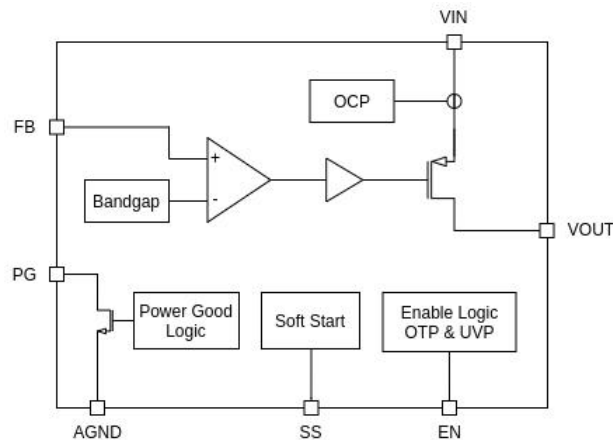 VIN
OCP
FB
+
Bandgap
-
VOUT
PG
Power Good
Logic
Soft Start
Enable Logic
OTP & UVP
AGND
SS
EN